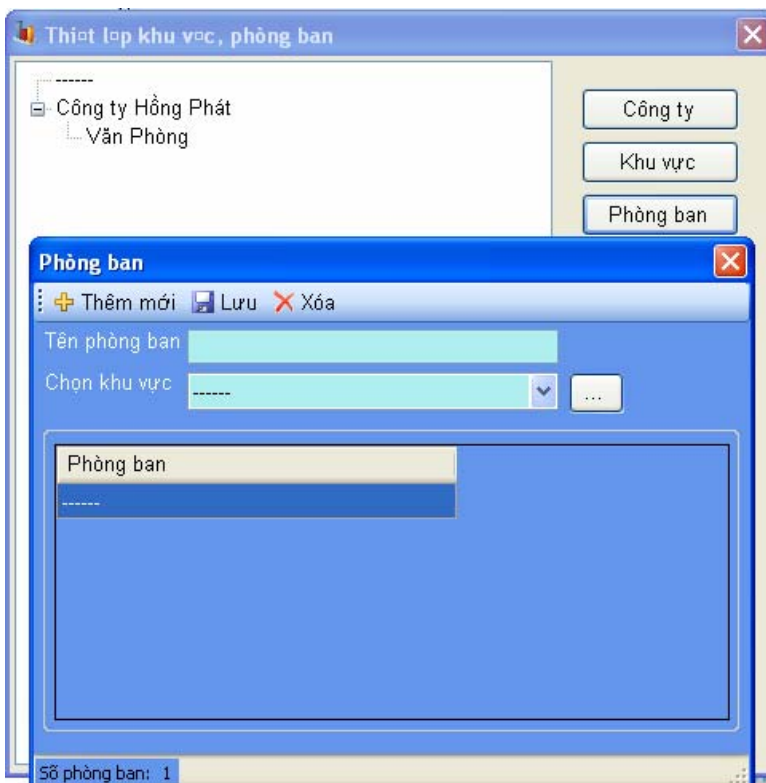 Thi¤t l¤p khu v¤c, phòng ban
------
Công ty Hồng Phát
Văn Phòng
Công ty
Khu vực
Phòng ban
Phòng ban
Thêm mới Lưu Xóa
Tên phòng ban
Chọn khu vực ------ ...
Phòng ban
------
Số phòng ban: 1